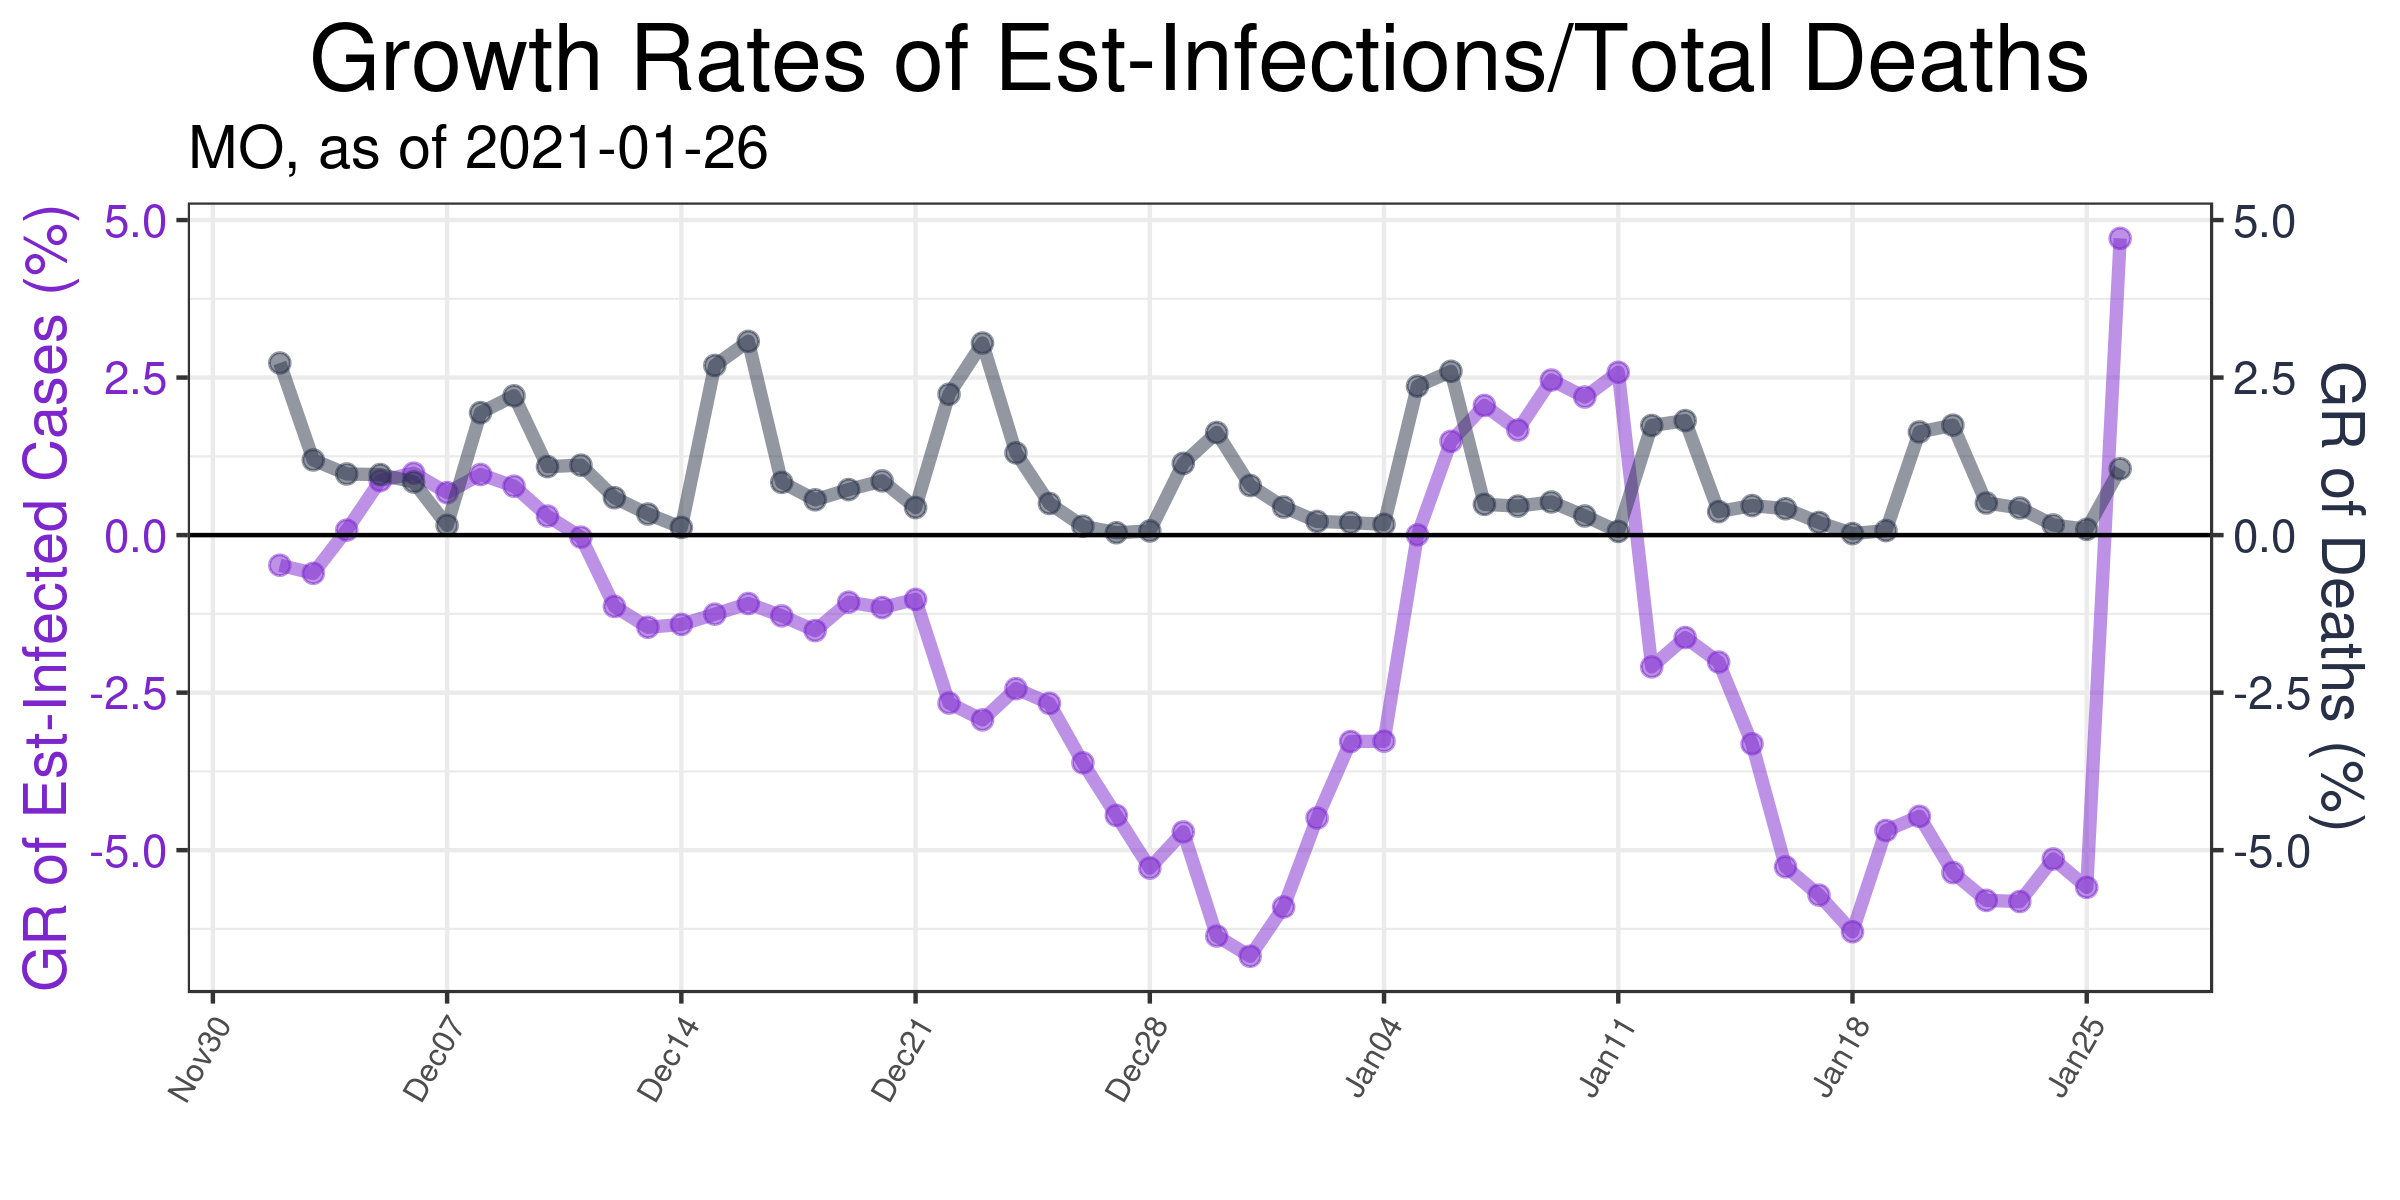 Growth Rates of Est-Infections/Total Deaths
MO, as of 2021-01-26
GR of Est-Infected Cases (%)
5.0
2.5
0.0
-2.5
-5.0
5.0
2.5
0.0
-2.5
-5.0
GR of Deaths (%)
Nov30
Dec07
Dec14
Dec21
Dec28
Jan04
Jan11
Jan18
Jan25